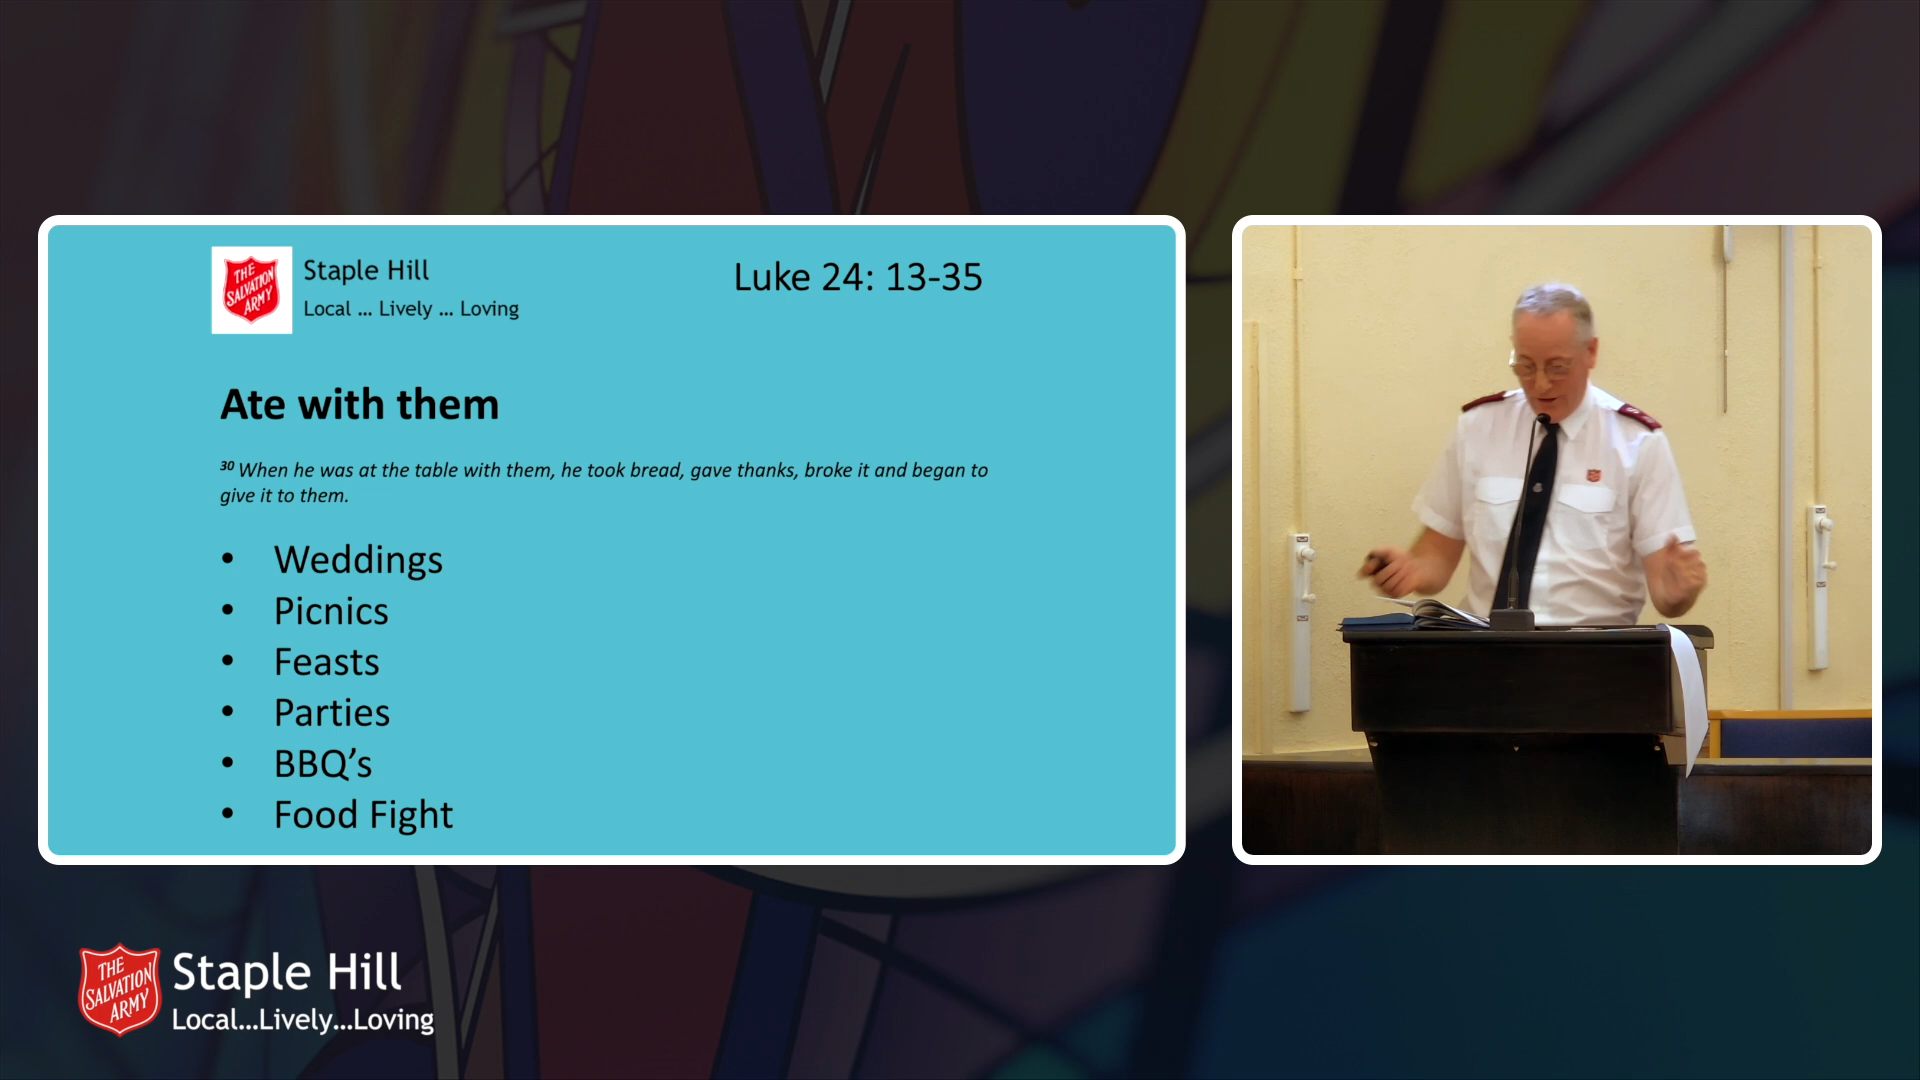 THE
SALVATION
ARMY
Staple Hill
Local ... Lively ... Loving
Luke 24: 13-35
Ate with them
30 When he was at the table with them, he took bread, gave thanks, broke it and began to
give it to them.
• Weddings
• Picnics
• Feasts
• Parties
• BBQ’s
• Food Fight
THE
SALVATION
ARMY
Staple Hill
Local...Lively...Loving